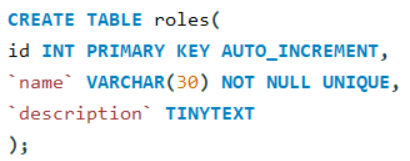 CREATE TABLE roles(
id INT PRIMARY KEY AUTO_INCREMENT,
`name` VARCHAR(30) NOT NULL UNIQUE,
`description` TINYTEXT
);